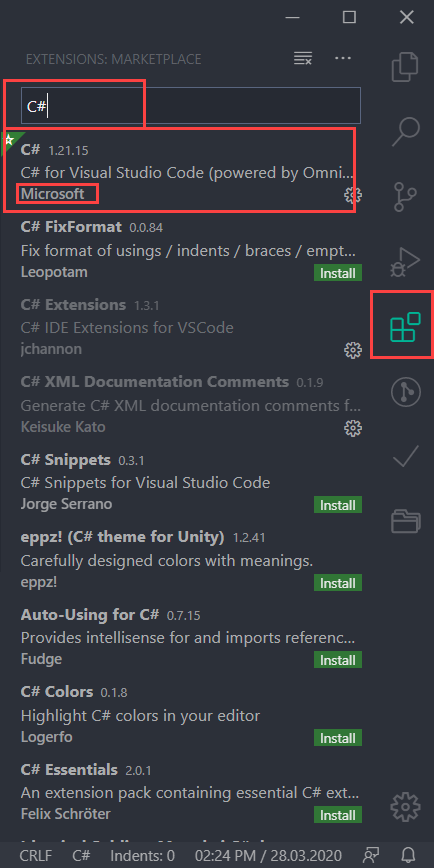 EXTENSIONS: MARKETPLACE
C#
C# 1.21.15
C# for Visual Studio Code (powered by Omni...
Microsoft
C# FixFormat 0.0.84
Fix format of usings / indents / braces / empt...
Leopotam Install
C# Extensions 1.3.1
C# IDE Extensions for VSCode
jchannon
C# XML Documentation Comments 0.1.9
Generate C# XML documentation comments f...
Keisuke Kato
C# Snippets 0.3.1
C# Snippets for Visual Studio Code
Jorge Serrano Install
eppz! (C# theme for Unity) 1.2.41
Carefully designed colors with meanings.
eppz! Install
Auto-Using for C# 0.7.15
Provides intellisense for and imports referenc...
Fudge Install
C# Colors 0.1.8
Highlight C# colors in your editor
Logerfo Install
C# Essentials 2.0.1
An extension pack containing essential C# ext...
Felix Schröter Install
CRLF C# Indents: 0 02:24 PM / 28.03.2020